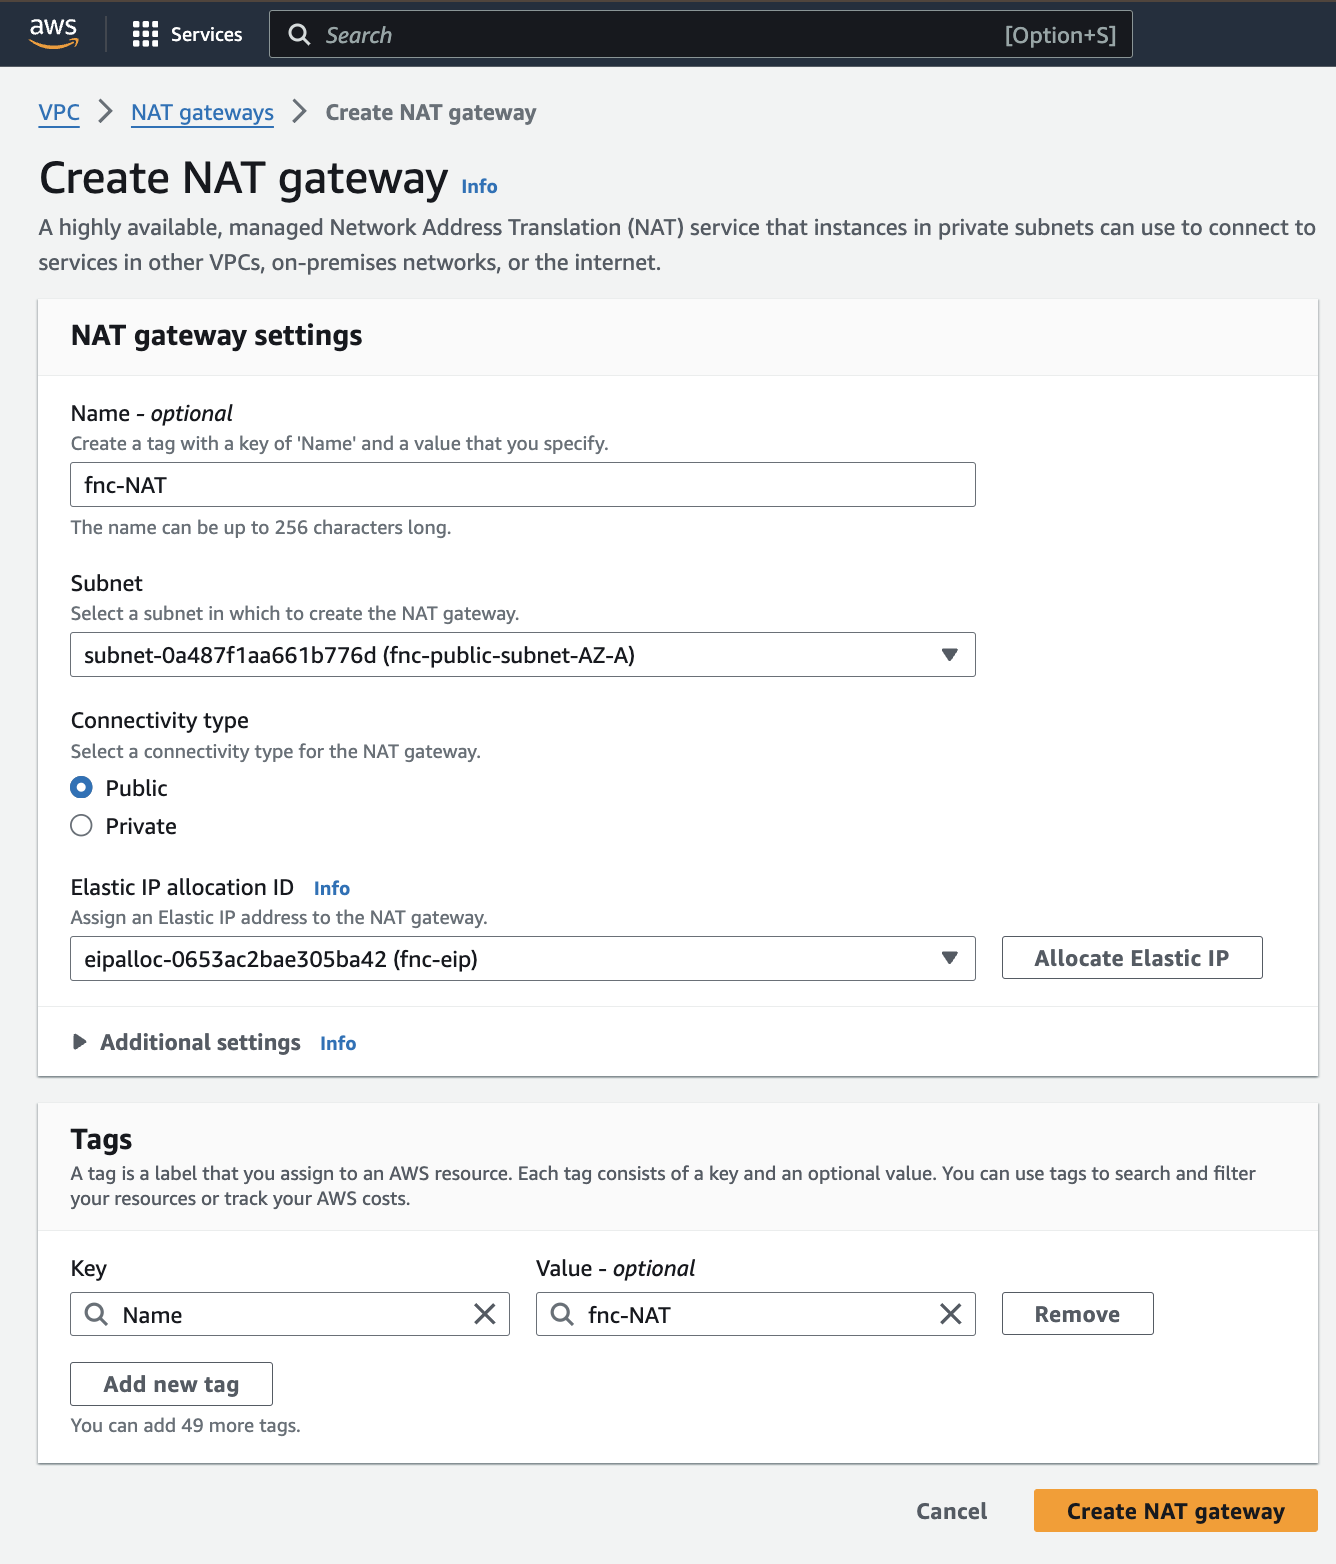 aws
Services
Search
[Option+S]
VPC
NAT gateways
Create NAT gateway
Create NAT gateway Info
A highly available, managed Network Address Translation (NAT) service that instances in private subnets can use to connect to
services in other VPCs, on-premises networks, or the internet.
NAT gateway settings
Name - optional
Create a tag with a key of 'Name' and a value that you specify.
fnc-NAT
The name can be up to 256 characters long.
Subnet
Select a subnet in which to create the NAT gateway.
subnet-0a487f1aa661b776d (fnc-public-subnet-AZ-A)
Connectivity type
Select a connectivity type for the NAT gateway.
Public
Private
Elastic IP allocation ID Info
Assign an Elastic IP address to the NAT gateway.
eipalloc-0653ac2bae305ba42 (fnc-eip)
Allocate Elastic IP
Additional settings Info
Tags
A tag is a label that you assign to an AWS resource. Each tag consists of a key and an optional value. You can use tags to search and filter
your resources or track your AWS costs.
Key
Value - optional
Name
fnc-NAT
Remove
Add new tag
You can add 49 more tags.
Cancel
Create NAT gateway